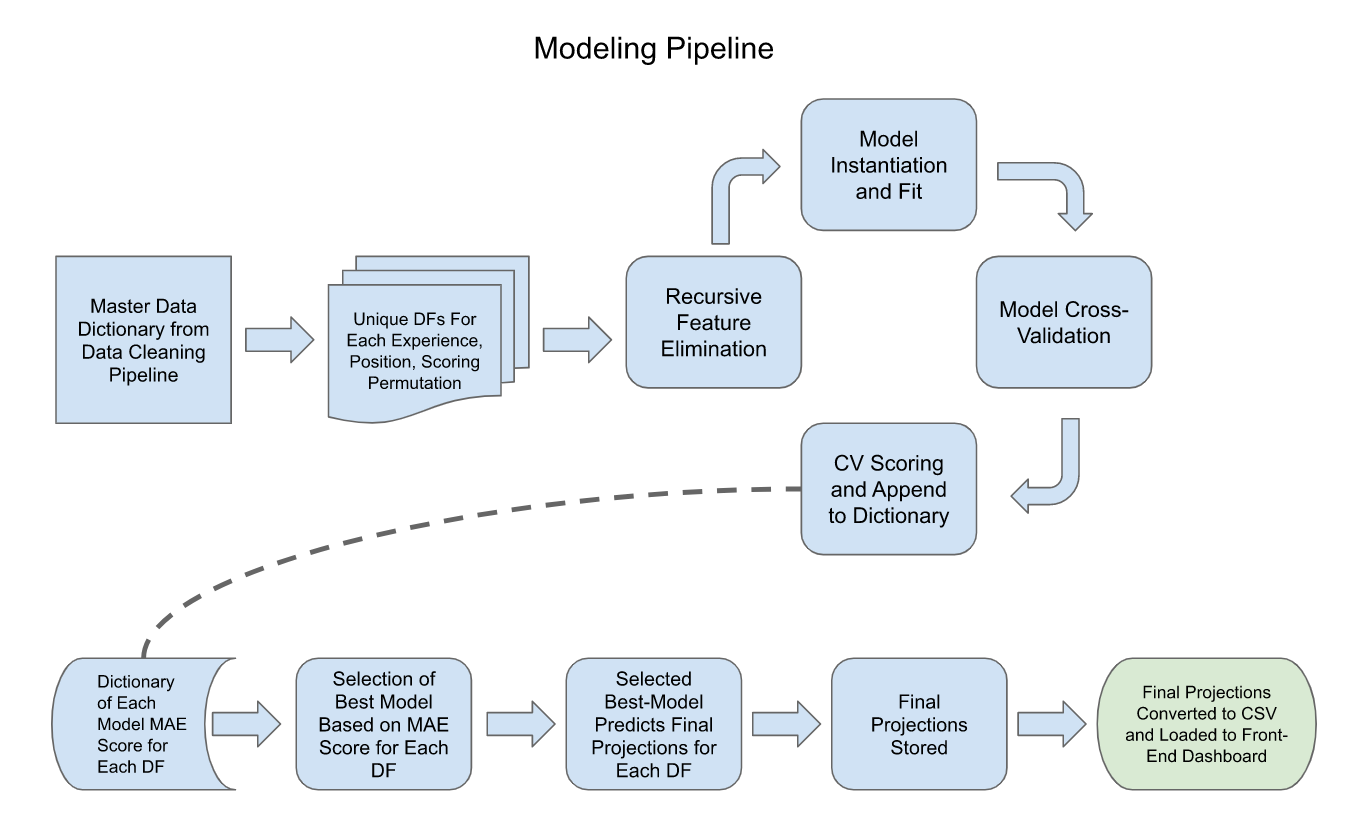 Modeling Pipeline
Master Data
Dictionary from
Data Cleaning
Pipeline
Unique DFs For
Each Experience,
Position, Scoring
Permutation
Recursive
Feature
Elimination
Model
Instantiation
and Fit
Model Cross-
Validation
CV Scoring
and Append
to Dictionary
Dictionary
of Each
Model MAE
Score for
Each DF
Selection of
Best Model
Based on MAE
Score for Each
DF
Selected
Best-Model
Predicts Final
Projections for
Each DF
Final
Projections
Stored
Final Projections
Converted to CSV
and Loaded to Front-
End Dashboard